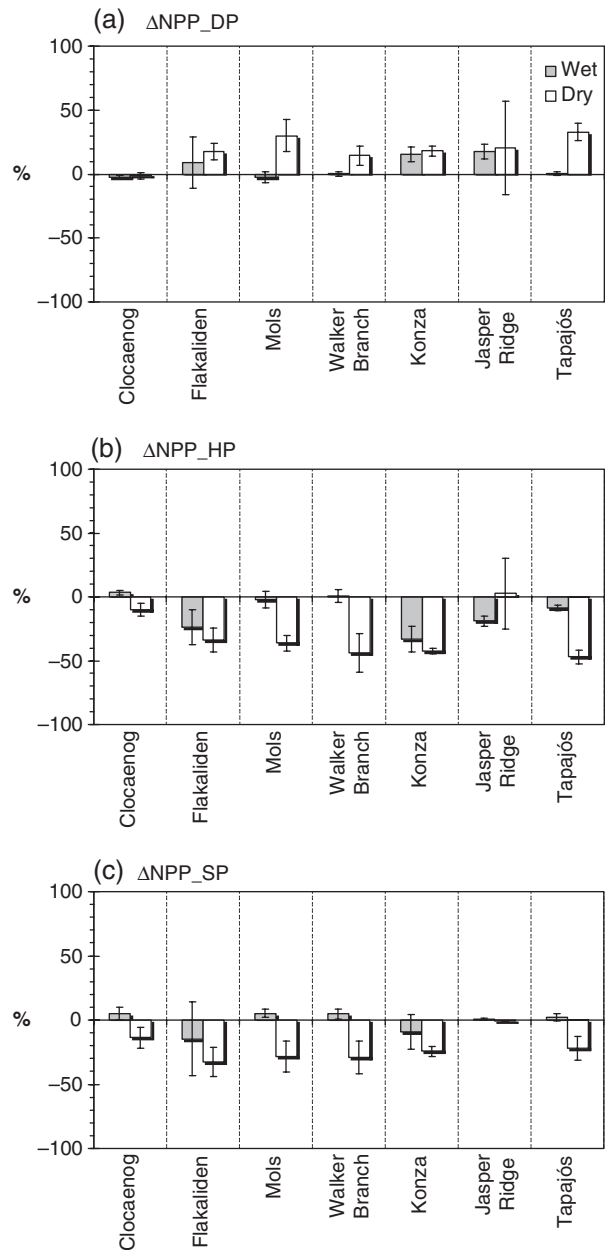 (a) ΔNPP_DP
100
50
0
−50
−100
%
Wet
Dry
Clocaenog
Flakaliden
Mols
Walker
Branch
Konza
Jasper
Ridge
Tapajós
(b) ΔNPP_HP
100
50
0
−50
−100
%
Clocaenog
Flakaliden
Mols
Walker
Branch
Konza
Jasper
Ridge
Tapajós
(c) ΔNPP_SP
100
50
0
−50
−100
%
Clocaenog
Flakaliden
Mols
Walker
Branch
Konza
Jasper
Ridge
Tapajós